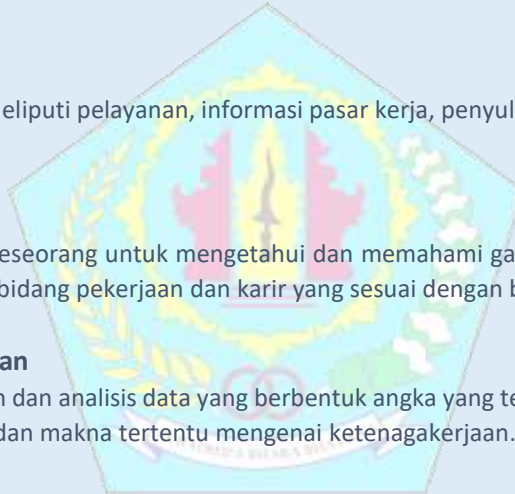 eliputi pelayanan, informasi pasar kerja, penyul
eseorang untuk mengetahui dan memahami ga
bidang pekerjaan dan karir yang sesuai dengan b
an
n dan analisis data yang berbentuk angka yang te
dan makna tertentu mengenai ketenagakerjaan.